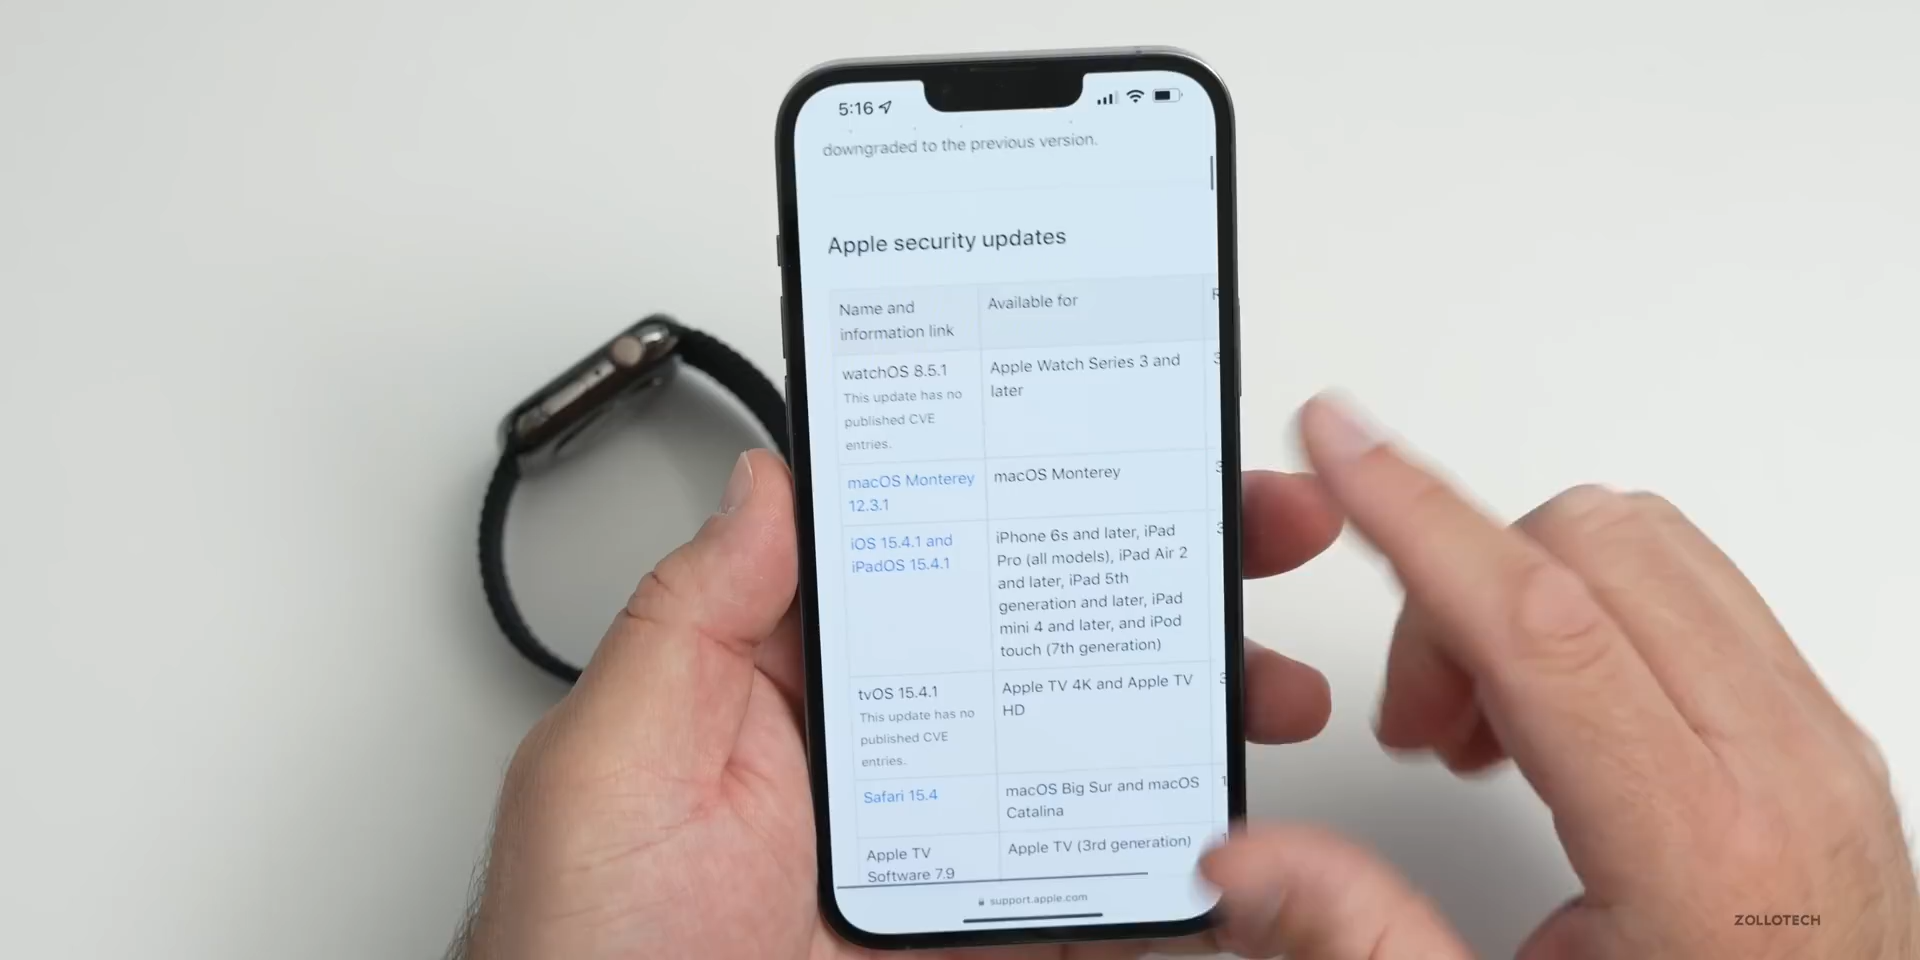 5:16
downgraded to the previous version.
Apple security updates
Name and
information link
Available for
watchOS 8.5.1
This update has no
published CVE
entries.
Apple Watch Series 3 and
later
macOS Monterey
12.3.1
macOS Monterey
iOS 15.4.1 and
iPadOS 15.4.1
iPhone 6s and later, iPad
Pro (all models), iPad Air 2
and later, iPad 5th
generation and later, iPad
mini 4 and later, and iPod
touch (7th generation)
tvOS 15.4.1
This update has no
published CVE
entries.
Apple TV 4K and Apple TV
HD
Safari 15.4
macOS Big Sur and macOS
Catalina
Apple TV
Software 7.9
Apple TV (3rd generation)
support.apple.com
ZOLLOTECH